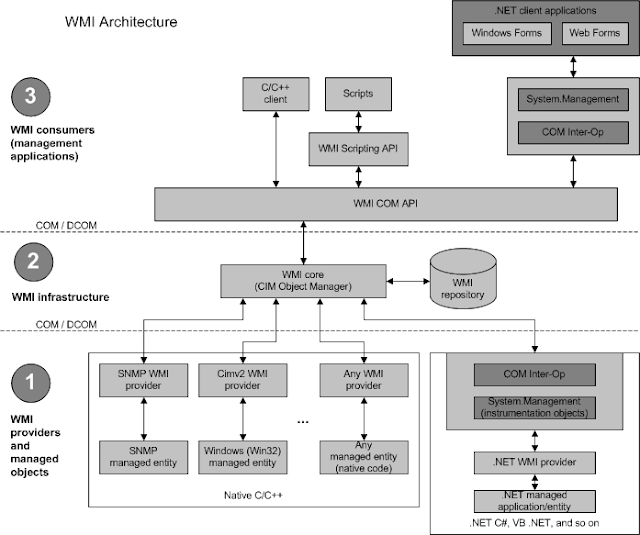 WMI Architecture
.NET client applications
Windows Forms
Web Forms
3
WMI consumers
(management
applications)
C/C++
client
Scripts
System.Management
COM Inter-Op
WMI Scripting API
WMI COM API
COM / DCOM
2
WMI infrastructure
WMI core
(CIM Object Manager)
WMI
repository
COM / DCOM
1
WMI
providers
and
managed
objects
SNMP WMI
provider
Cimv2 WMI
provider
Any WMI
provider
...
SNMP
managed entity
Windows (Win32)
managed entity
Any
managed entity
(native code)
Native C/C++
COM Inter-Op
System.Management
(instrumentation objects)
.NET WMI provider
.NET managed
application/entity
.NET C#, VB .NET, and so on